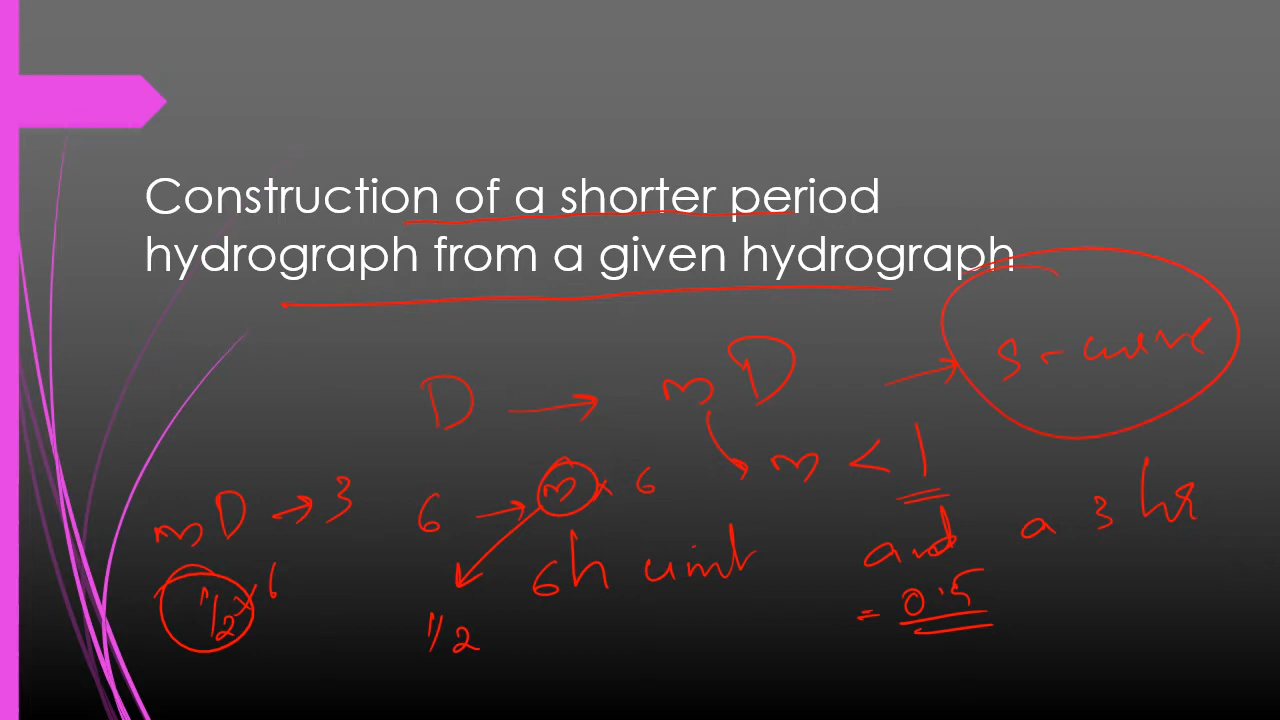 Construction of a shorter period
hydrograph from a given hydrograph
D → mD → S-curve
m < 1
mD → 3
6 → m × 6
6h unit and a 3 hr
1/2 × 6
1/2
= 0.5